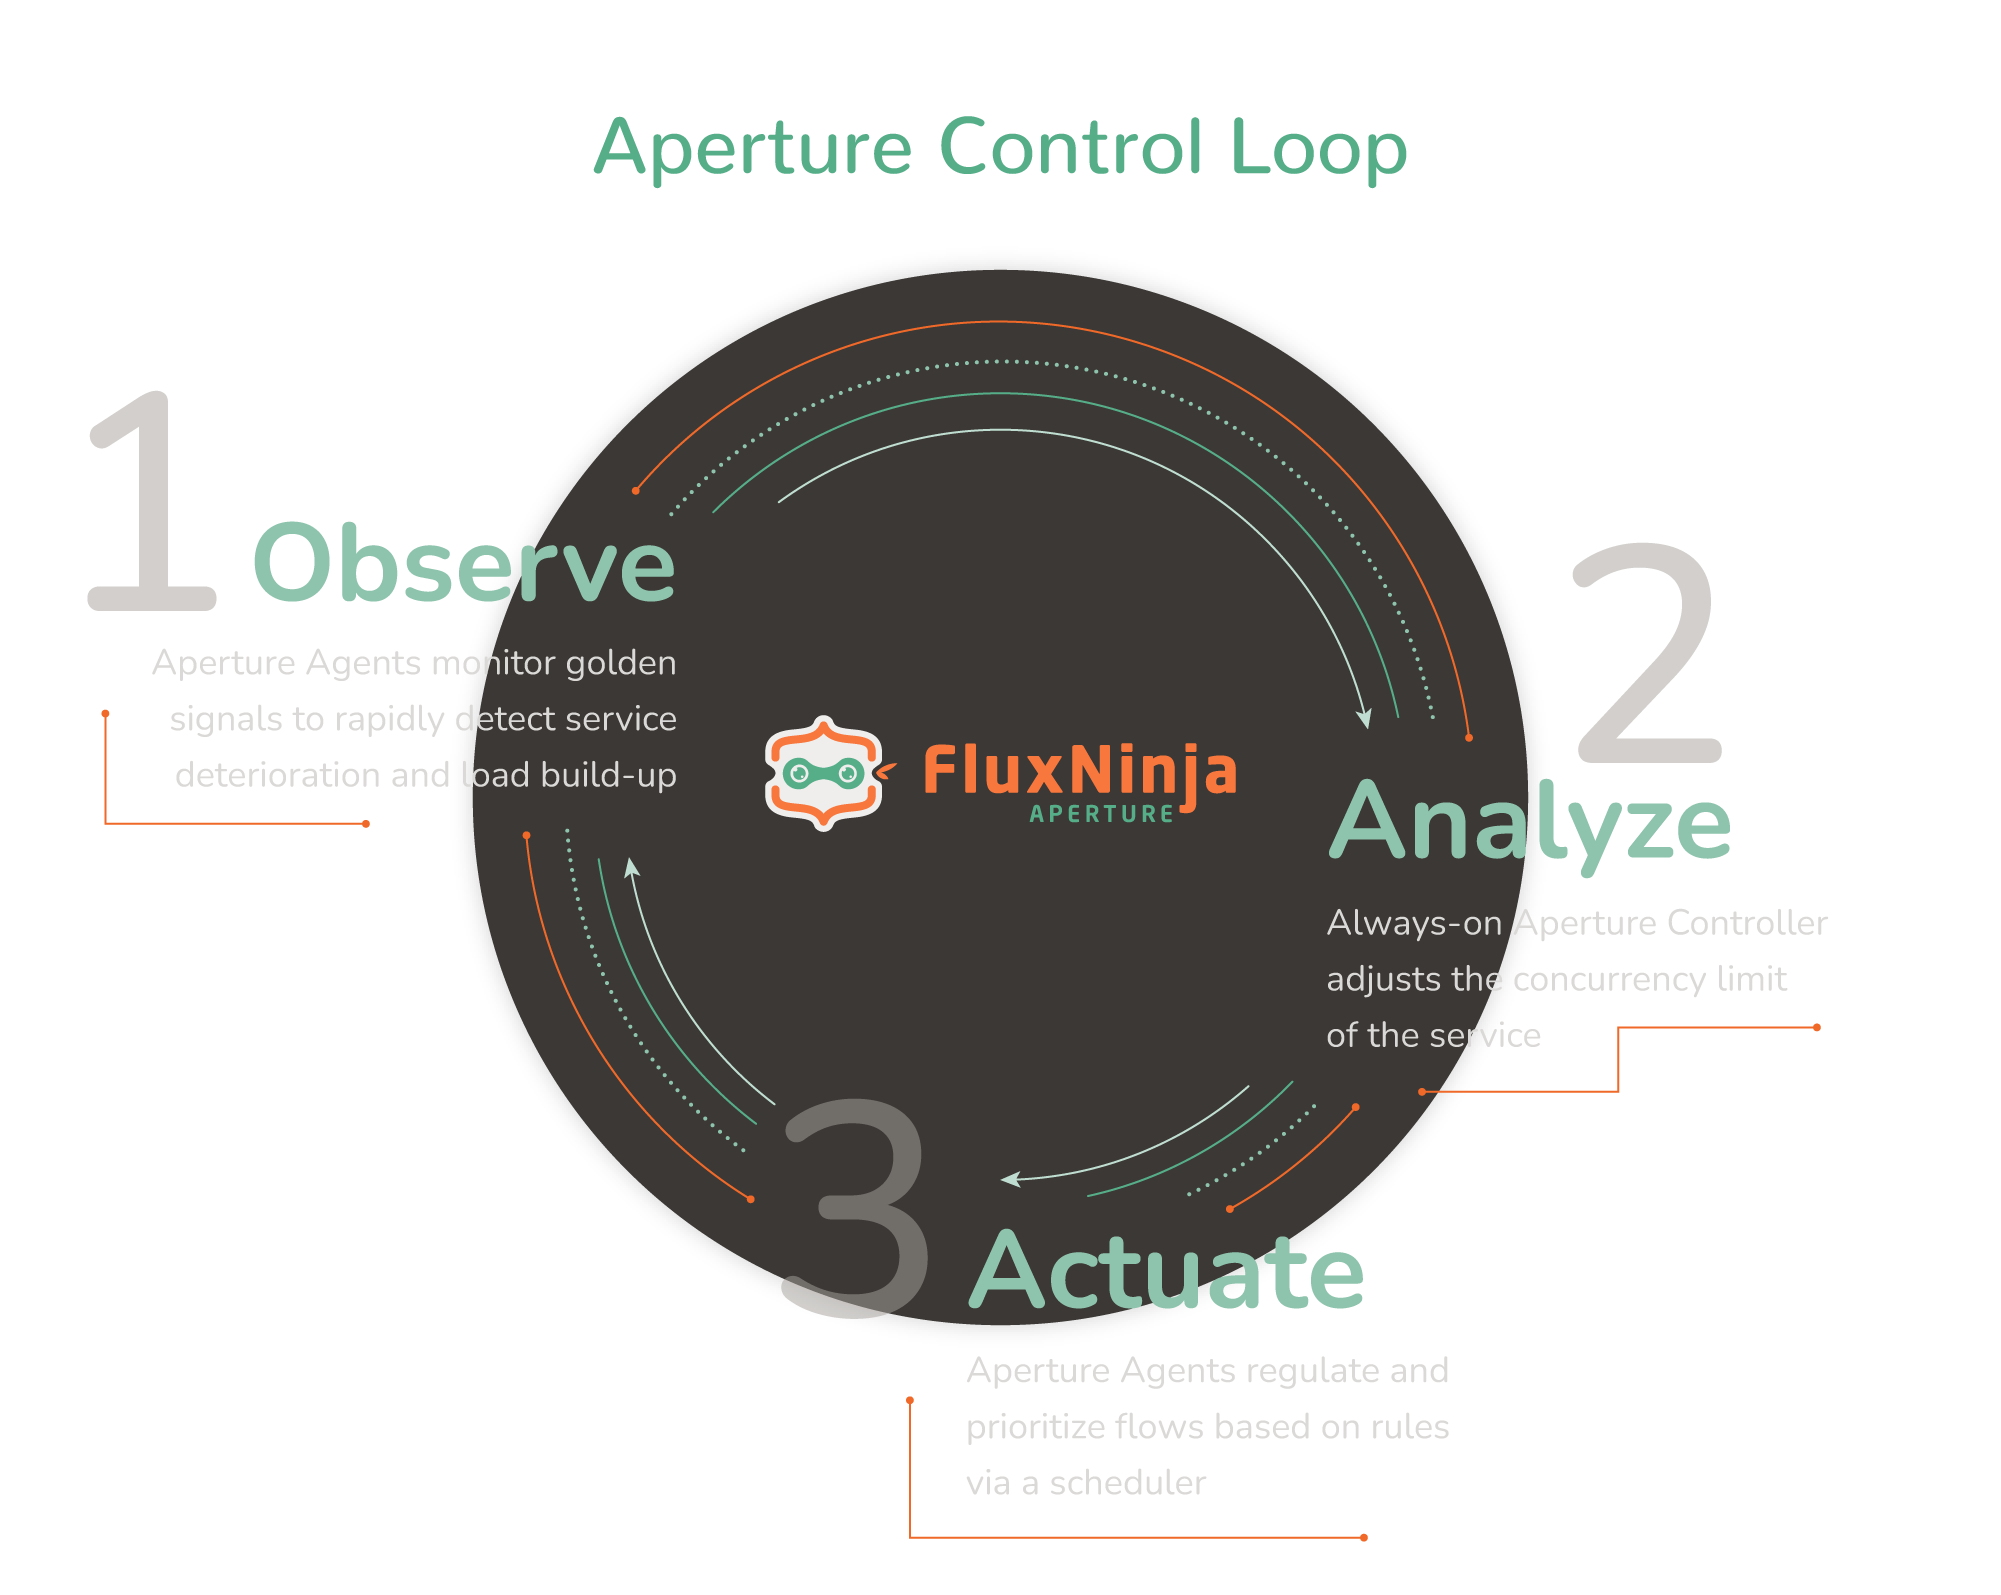 Aperture Control Loop
1
Observe
Aperture Agents monitor golden
signals to rapidly detect service
deterioration and load build-up
FluxNinja
APERTURE
2
Analyze
Always-on Aperture Controller
adjusts the concurrency limit
of the service
3
Actuate
Aperture Agents regulate and
prioritize flows based on rules
via a scheduler